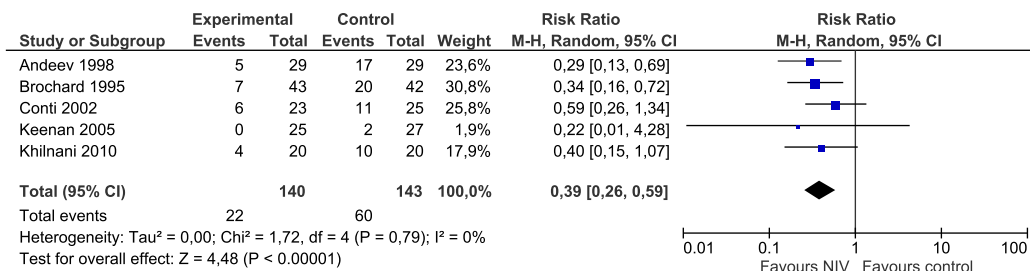 Experimental Control Risk Ratio Risk Ratio
Study or Subgroup Events Total Events Total Weight M-H, Random, 95% CI M-H, Random, 95% CI
Andeev 1998 5 29 17 29 23,6% 0,29 [0,13, 0,69]
Brochard 1995 7 43 20 42 30,8% 0,34 [0,16, 0,72]
Conti 2002 6 23 11 25 25,8% 0,59 [0,26, 1,34]
Keenan 2005 0 25 2 27 1,9% 0,22 [0,01, 4,28]
Khilnani 2010 4 20 10 20 17,9% 0,40 [0,15, 1,07]
Total (95% CI) 140 143 100,0% 0,39 [0,26, 0,59]
Total events 22 60
Heterogeneity: Tau² = 0,00; Chi² = 1,72, df = 4 (P = 0,79); I² = 0%
Test for overall effect: Z = 4,48 (P < 0.00001)
0.01 0.1 1 10 100
Favours NIV Favours control